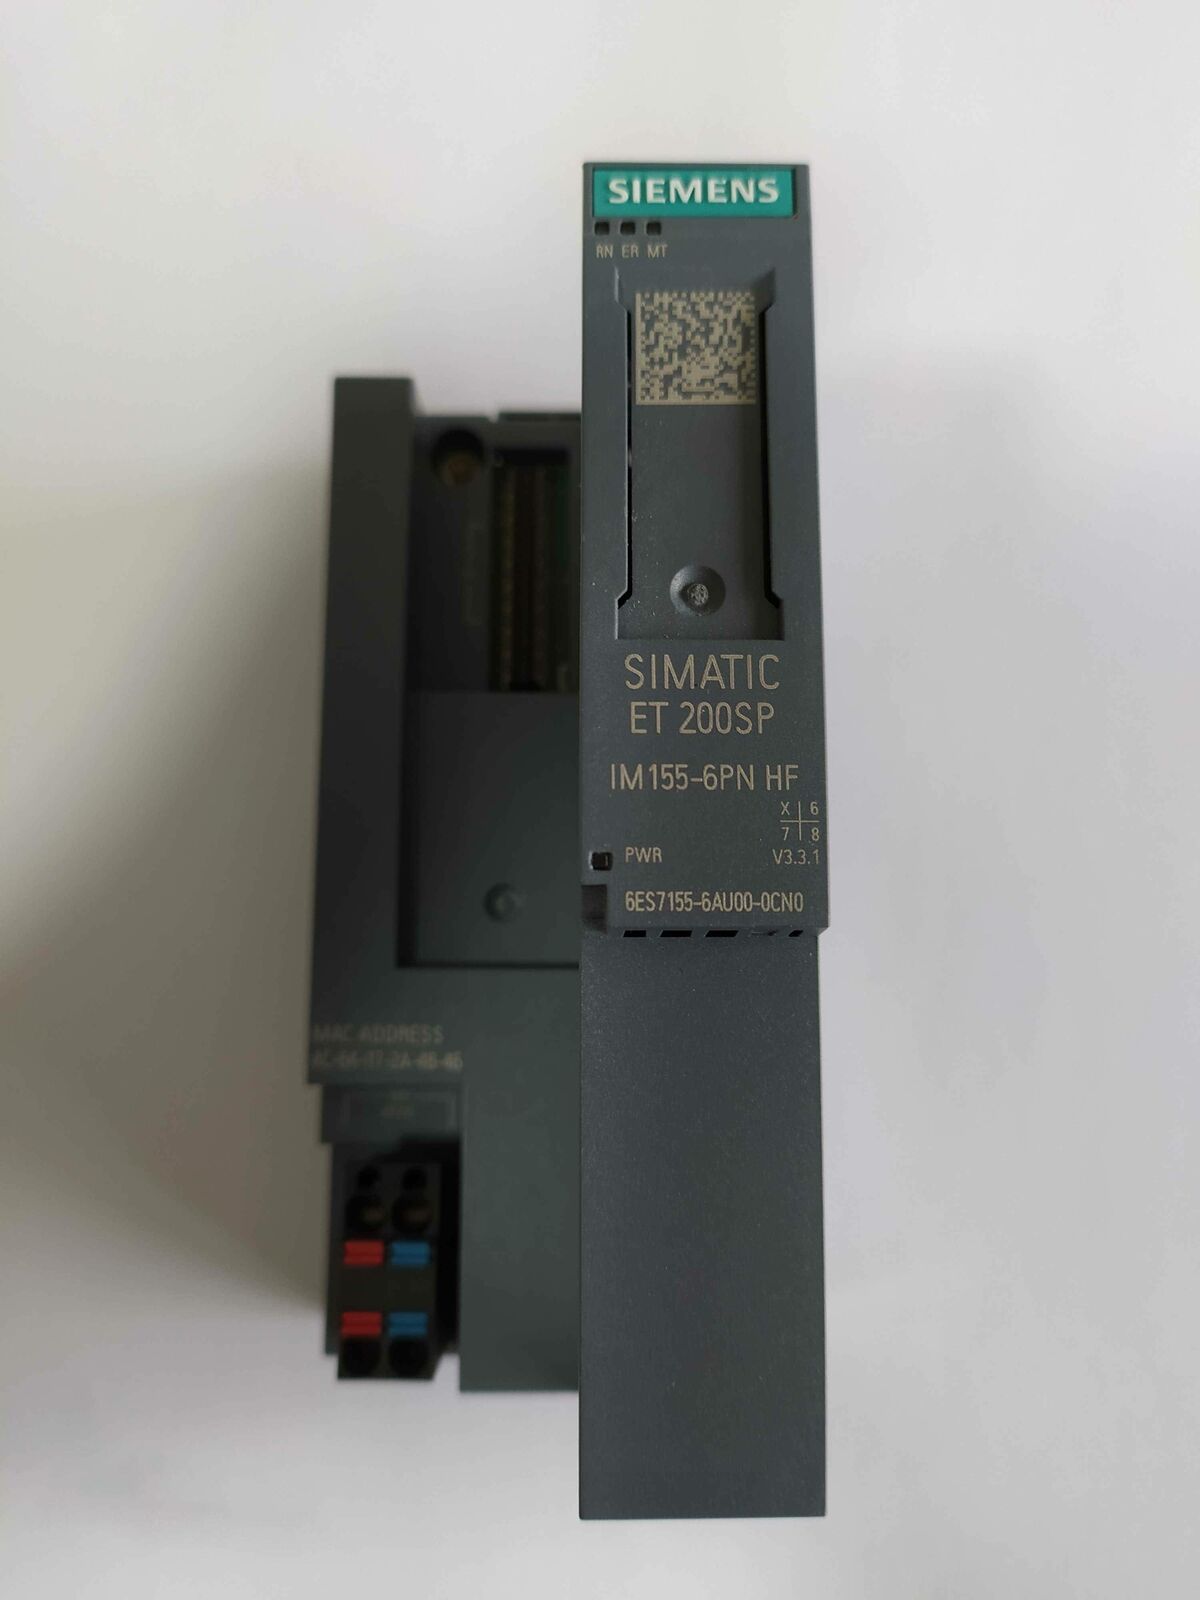 SIEMENS
RN ER MT
SIMATIC
ET 200SP
IM155-6PN HF
X 6
7 8
PWR
V3.3.1
6ES7155-6AU00-0CN0
MAC ADDRESS